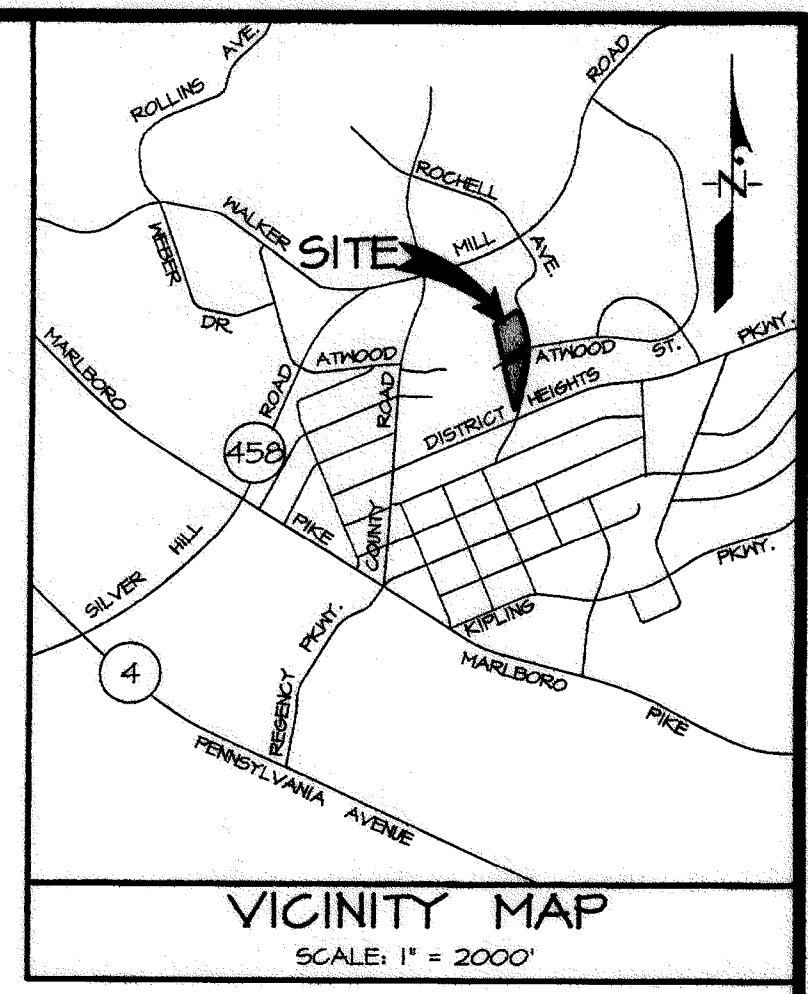 ROLLINS AVE.
ROAD
ROCHELL
AVE.
WALKER
MILL
WEBER
DR.
SITE
N
MARLBORO
ATWOOD
ATWOOD ST.
PKWY.
ROAD
ROAD
DISTRICT HEIGHTS
458
PIKE
COUNTY
SILVER HILL
PKWY.
KIPLING
PKWY.
REGENCY
MARLBORO
PIKE
4
PENNSYLVANIA AVENUE
VICINITY MAP
SCALE: 1" = 2000'